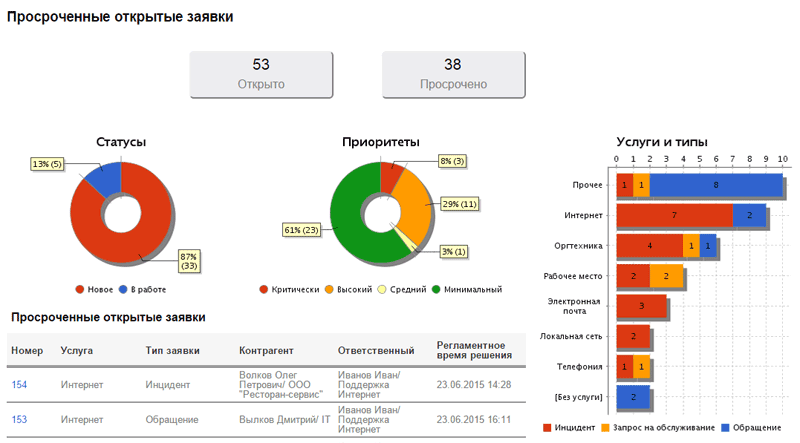 Просроченные открытые заявки
53
Открыто
38
Просрочено
Статусы
13% (5)
87%
(33)
Новое В работе
Приоритеты
8% (3)
29% (11)
61% (23)
3% (1)
Критически Высокий Средний Минимальный
Услуги и типы
0 1 2 3 4 5 6 7 8 9 10
Прочее 1 1 8
Интернет 7 2
Оргтехника 4 1 1
Рабочее место 2 2
Электронная
почта 3
Локальная сеть 2
Телефония 1 1
[Без услуги] 2
Инцидент Запрос на обслуживание Обращение
Просроченные открытые заявки
Номер Услуга Тип заявки Контрагент Ответственный Регламентное
время решения
154 Интернет Инцидент Волков Олег
Петрович/ ООО
"Ресторан-сервис" Иванов Иван/
Поддержка
Интернет 23.06.2015 14:28
153 Интернет Обращение Вылков Дмитрий/ IT Иванов Иван/
Поддержка
Интернет 23.06.2015 16:11